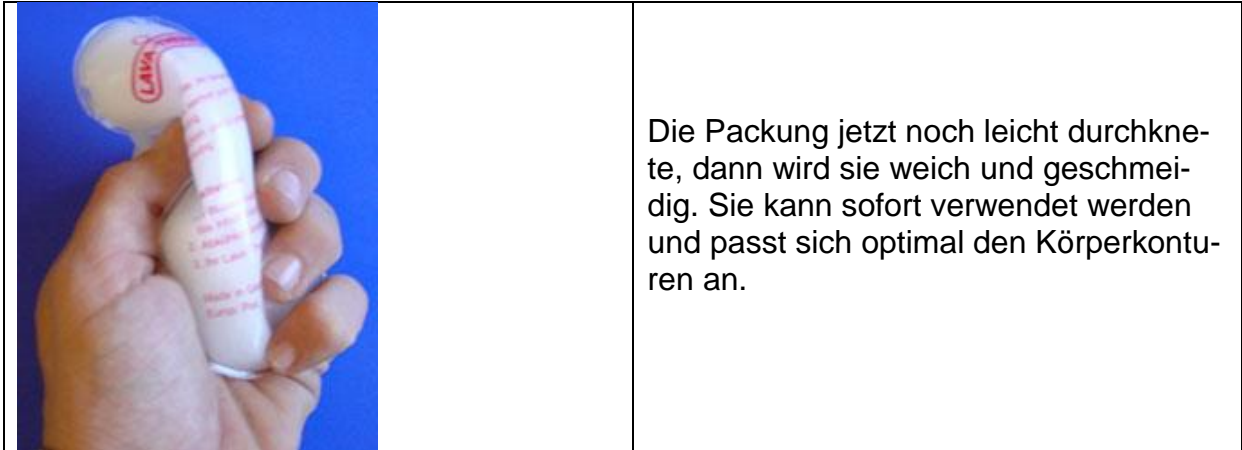 LAVA
Made in
Die Packung jetzt noch leicht durchkne-
te, dann wird sie weich und geschmei-
dig. Sie kann sofort verwendet werden
und passt sich optimal den Körperkontu-
ren an.